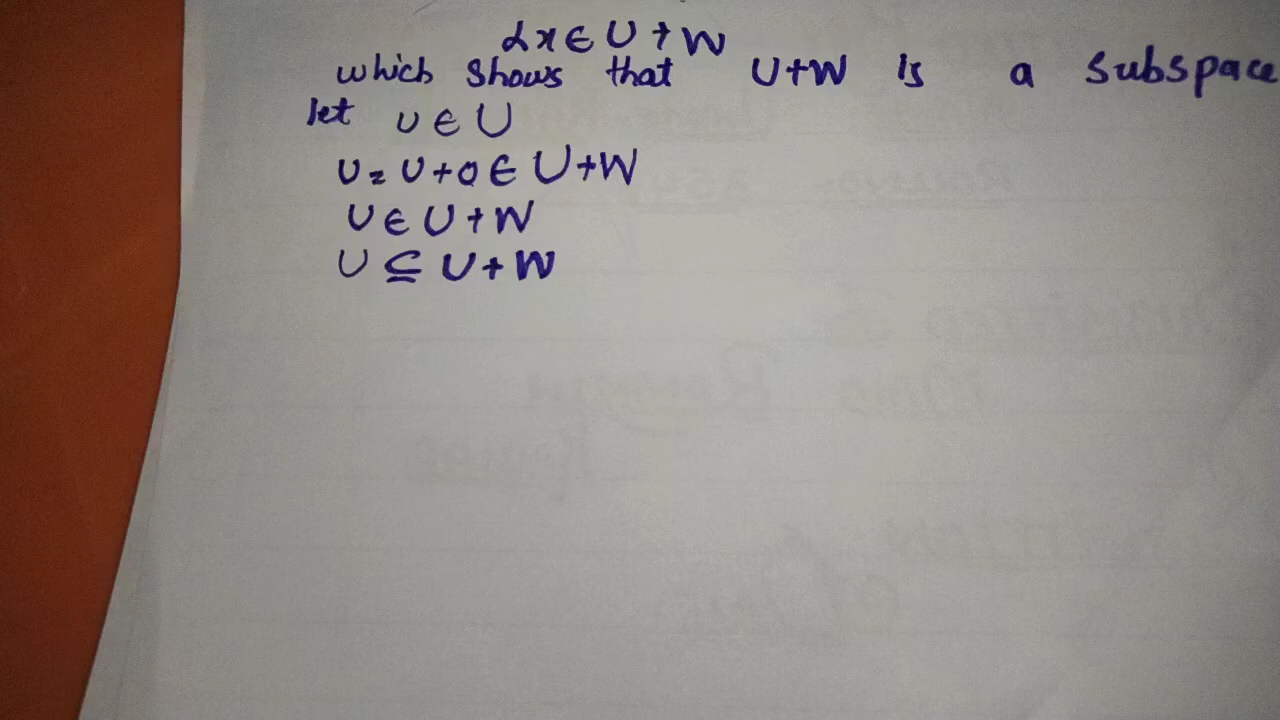 αx ∈ U + W
which shows that U+W is a subspace
let u ∈ U
u = u + 0 ∈ U+W
u ∈ U + W
U ⊆ U + W